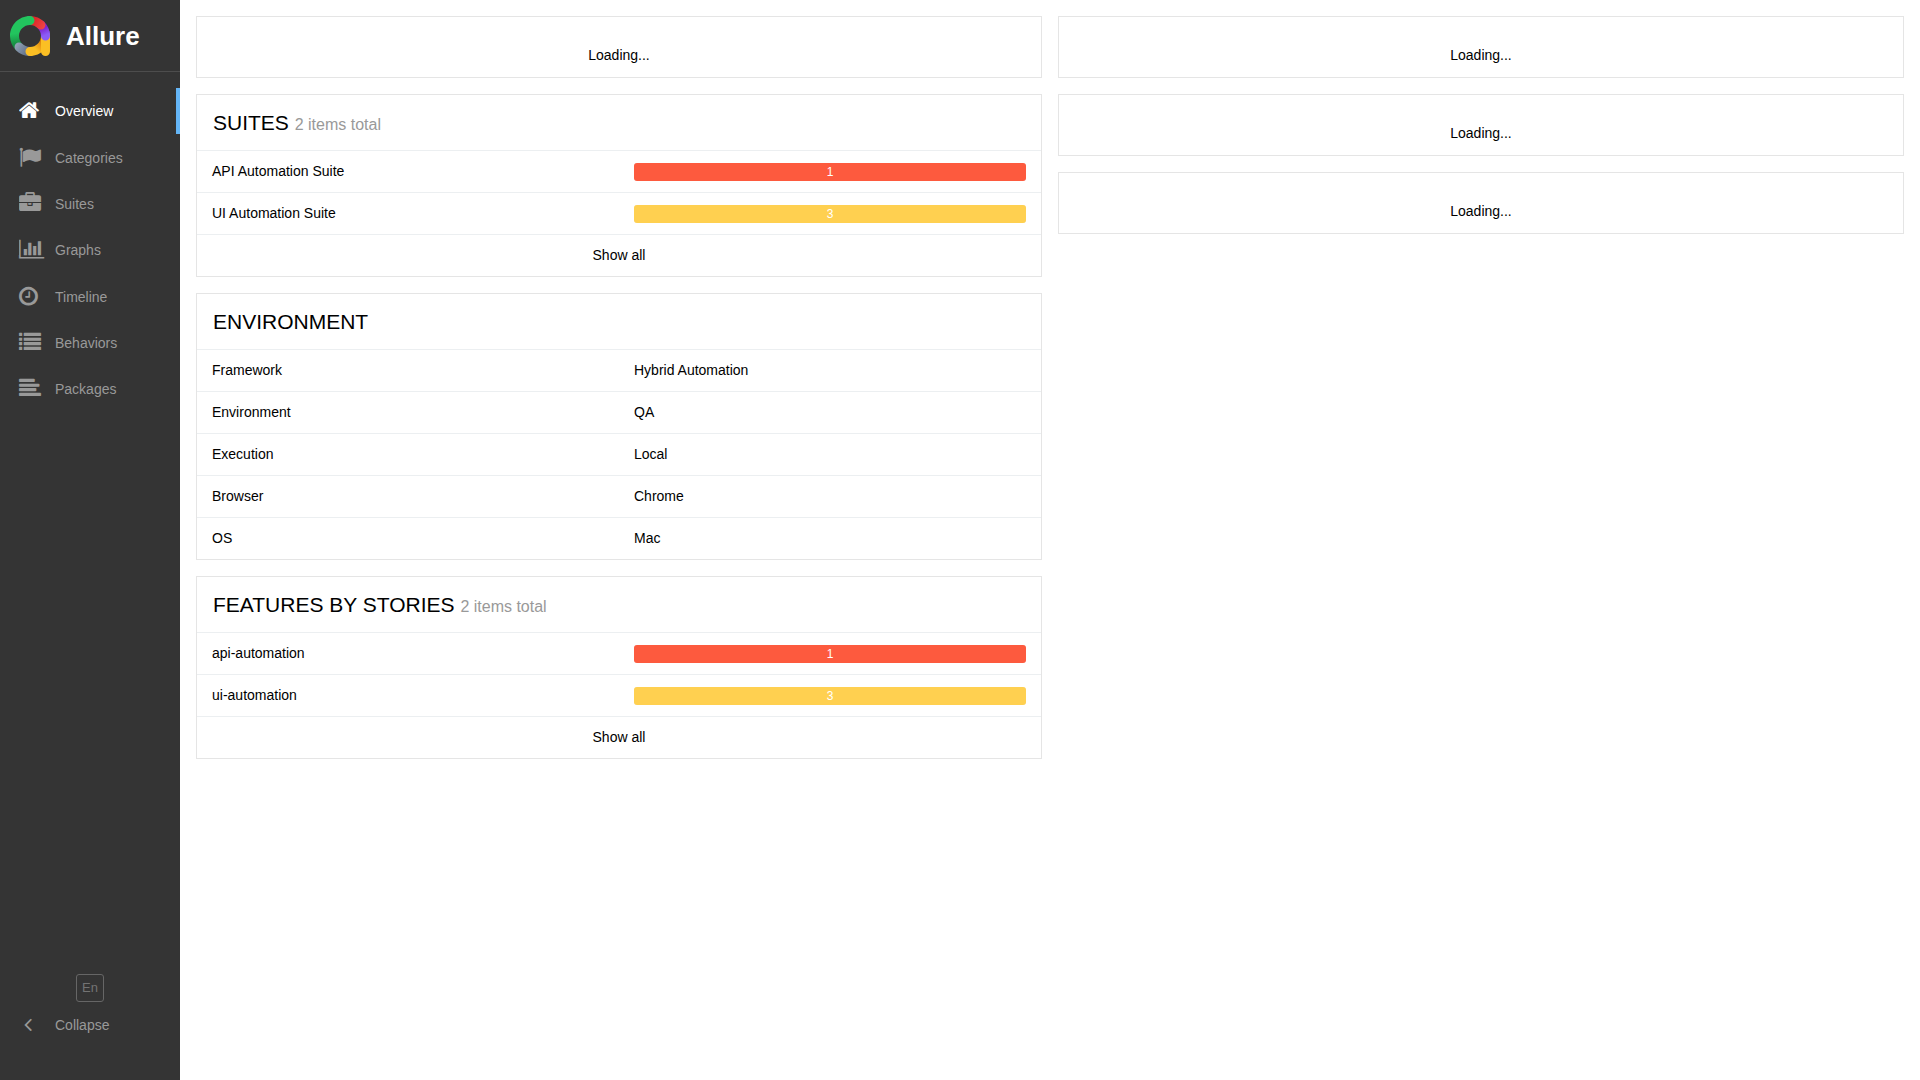 Allure
Overview
Categories
Suites
Graphs
Timeline
Behaviors
Packages
En
Collapse
Loading...
SUITES 2 items total
API Automation Suite 1
UI Automation Suite 3
Show all
ENVIRONMENT
Framework Hybrid Automation
Environment QA
Execution Local
Browser Chrome
OS Mac
FEATURES BY STORIES 2 items total
api-automation 1
ui-automation 3
Show all
Loading...
Loading...
Loading...